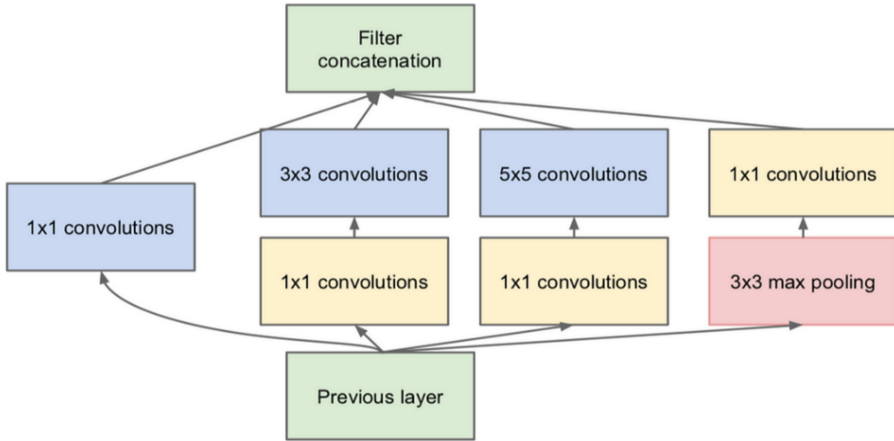 Filter
concatenation
3x3 convolutions
5x5 convolutions
1x1 convolutions
1x1 convolutions
1x1 convolutions
1x1 convolutions
3x3 max pooling
Previous layer